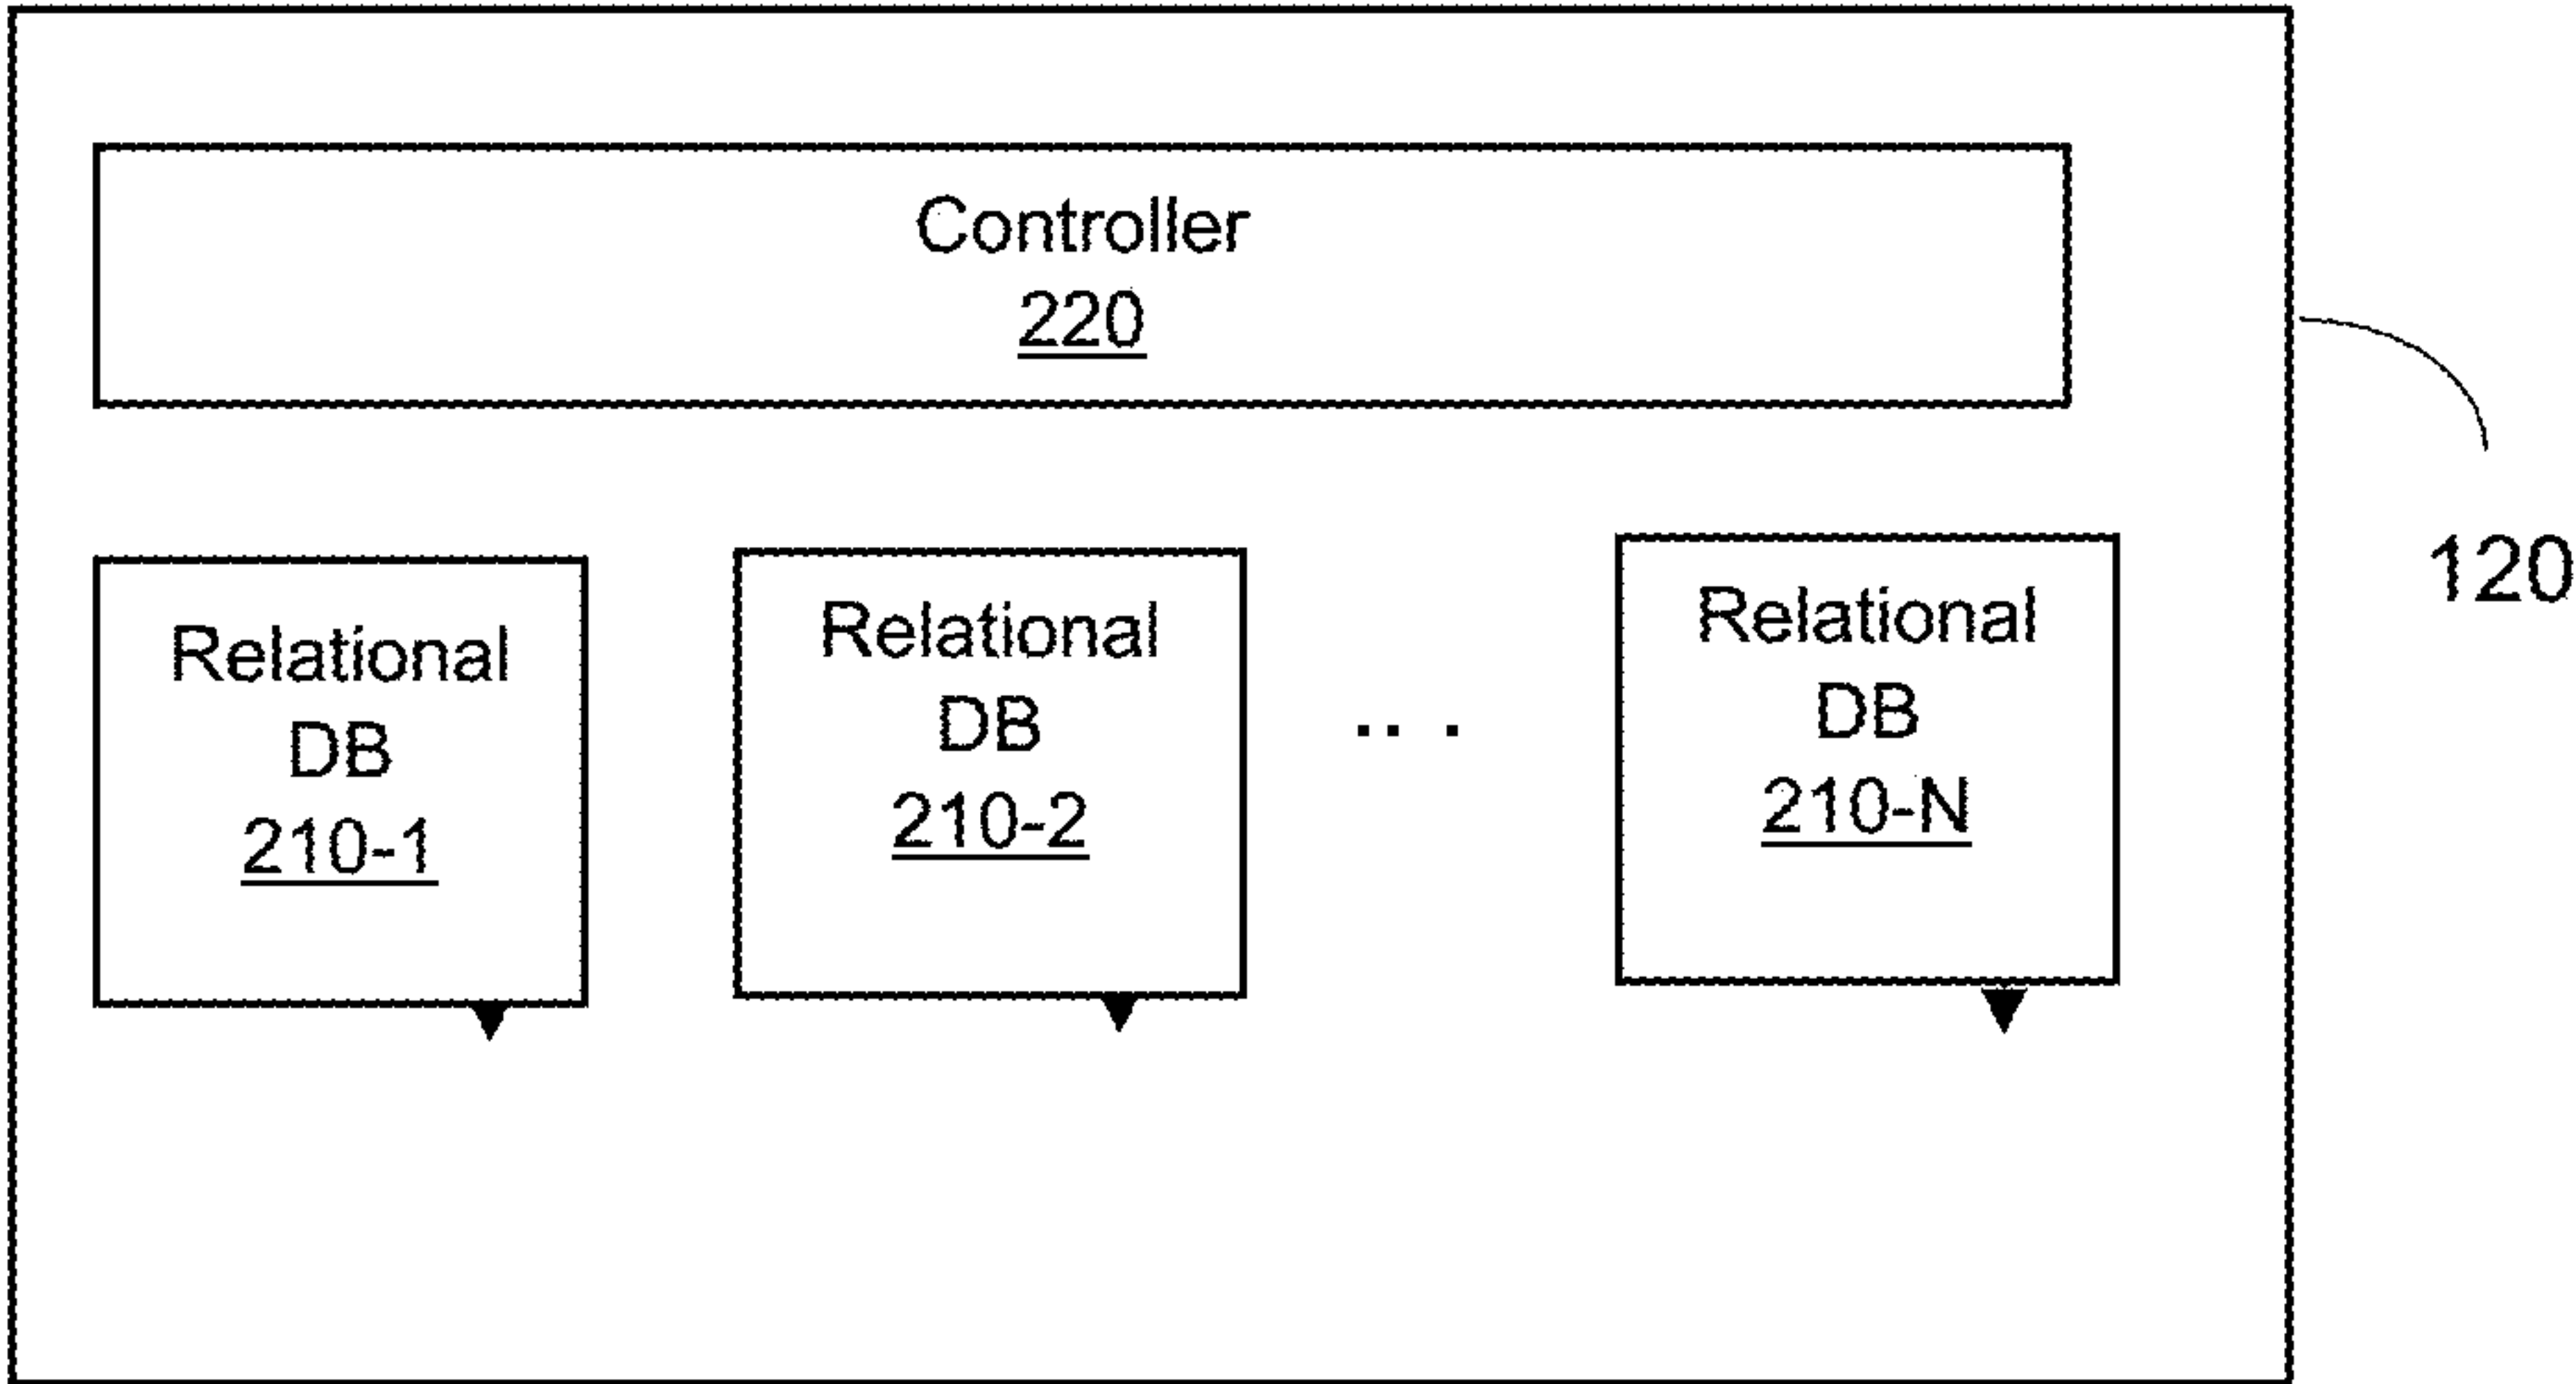 Controller
220
Relational
DB
210-1
Relational
DB
210-2
.. .
Relational
DB
210-N
120